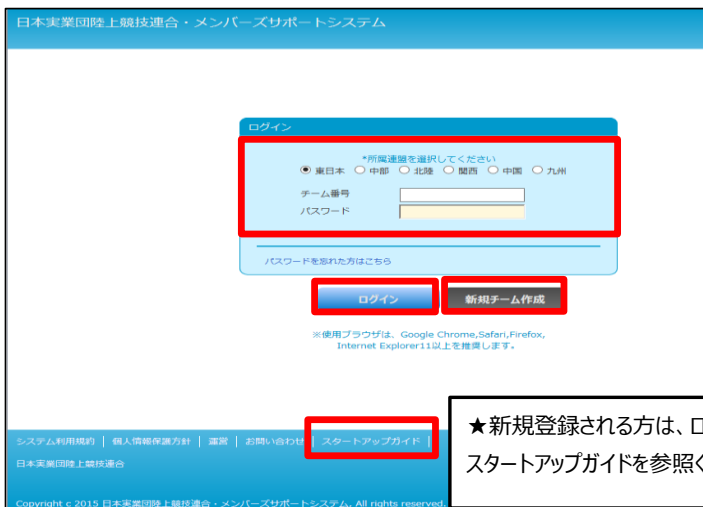 日本実業団陸上競技連合・メンバーズサポートシステム
ログイン
*所属連盟を選択してください
東日本 中部 北陸 関西 中国 九州
チーム番号
パスワード
パスワードを忘れた方はこちら
ログイン 新規チーム作成
※使用ブラウザは、Google Chrome,Safari,Firefox,
Internet Explorer11以上を推奨します。
システム利用規約 | 個人情報保護方針 | 運営 | お問い合わせ | スタートアップガイド |
日本実業団陸上競技連合
★新規登録される方は、ロ
スタートアップガイドを参照く
Copyright c 2015 日本実業団陸上競技連合・メンバーズサポートシステム, All rights reserved.